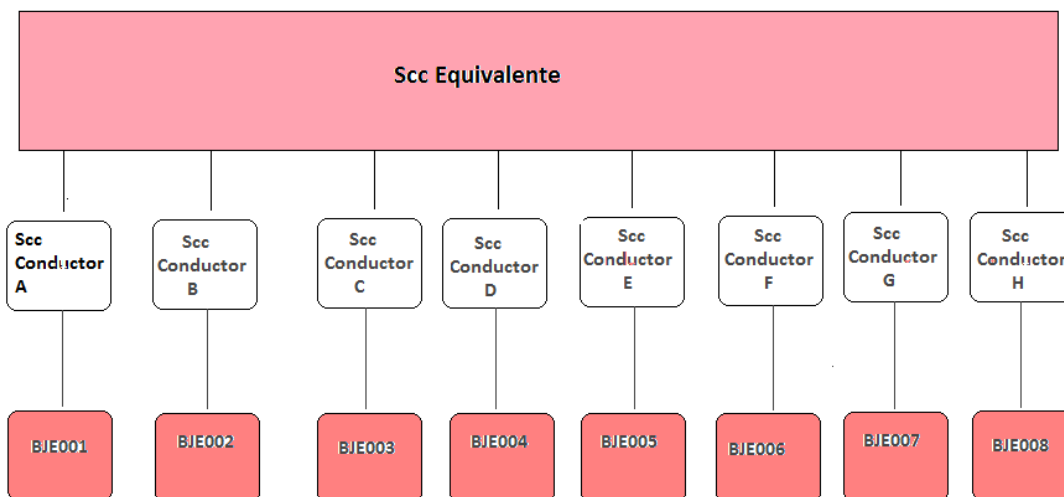 Scc Equivalente
Scc
Conductor
A
Scc
Conductor
B
Scc
Conductor
C
Scc
Conductor
D
Scc
Conductor
E
Scc
Conductor
F
Scc
Conductor
G
Scc
Conductor
H
BJE001
BJE002
BJE003
BJE004
BJE005
BJE006
BJE007
BJE008